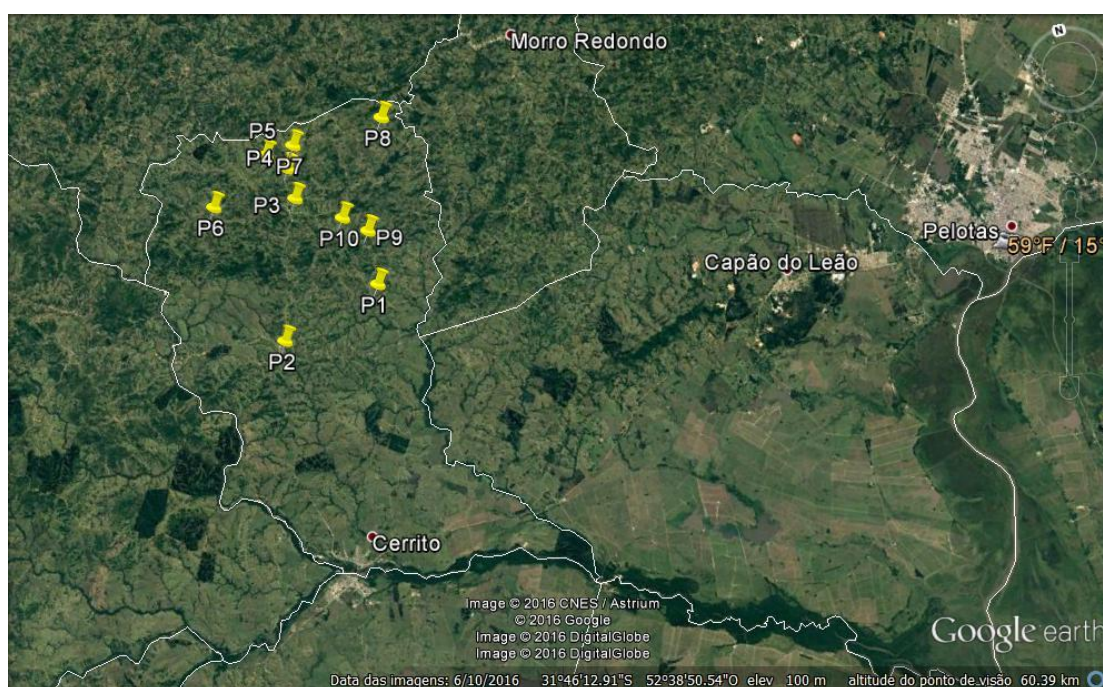 Morro Redondo
N
P8
P5
P4
P7
P3
P6
P10
P9
P1
P2
Pelotas
59°F / 15°
Capão do Leão
Cerrito
Image © 2016 CNES / Astrium
© 2016 Google
Image © 2016 DigitalGlobe
Image © 2016 DigitalGlobe
Google earth
Data das imagens: 6/10/2016 31°46'12.91"S 52°38'50.54"O elev 100 m altitude do ponto de visão 60.39 km